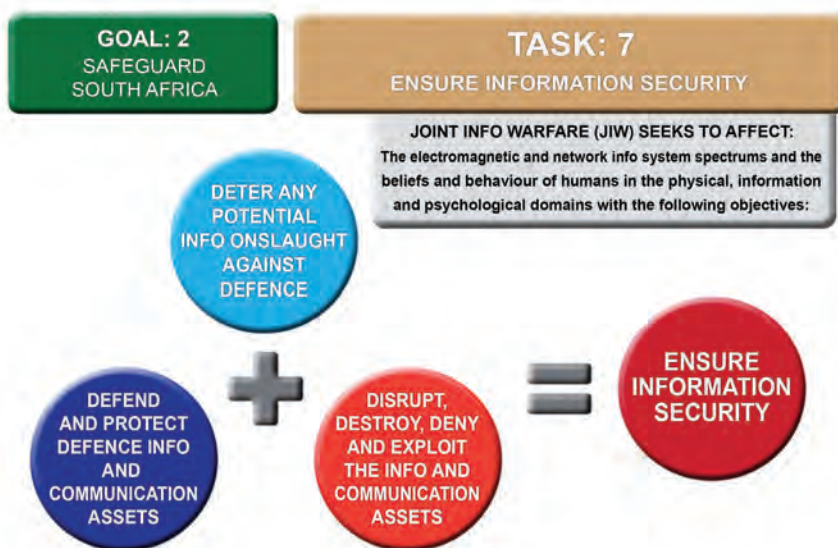 GOAL: 2
SAFEGUARD
SOUTH AFRICA
TASK: 7
ENSURE INFORMATION SECURITY
JOINT INFO WARFARE (JIW) SEEKS TO AFFECT:
The electromagnetic and network info system spectrums and the
beliefs and behaviour of humans in the physical, information
and psychological domains with the following objectives:
DETER ANY
POTENTIAL
INFO ONSLAUGHT
AGAINST
DEFENCE
+
DEFEND
AND PROTECT
DEFENCE INFO
AND
COMMUNICATION
ASSETS
DISRUPT,
DESTROY, DENY
AND EXPLOIT
THE INFO AND
COMMUNICATION
ASSETS
=
ENSURE
INFORMATION
SECURITY